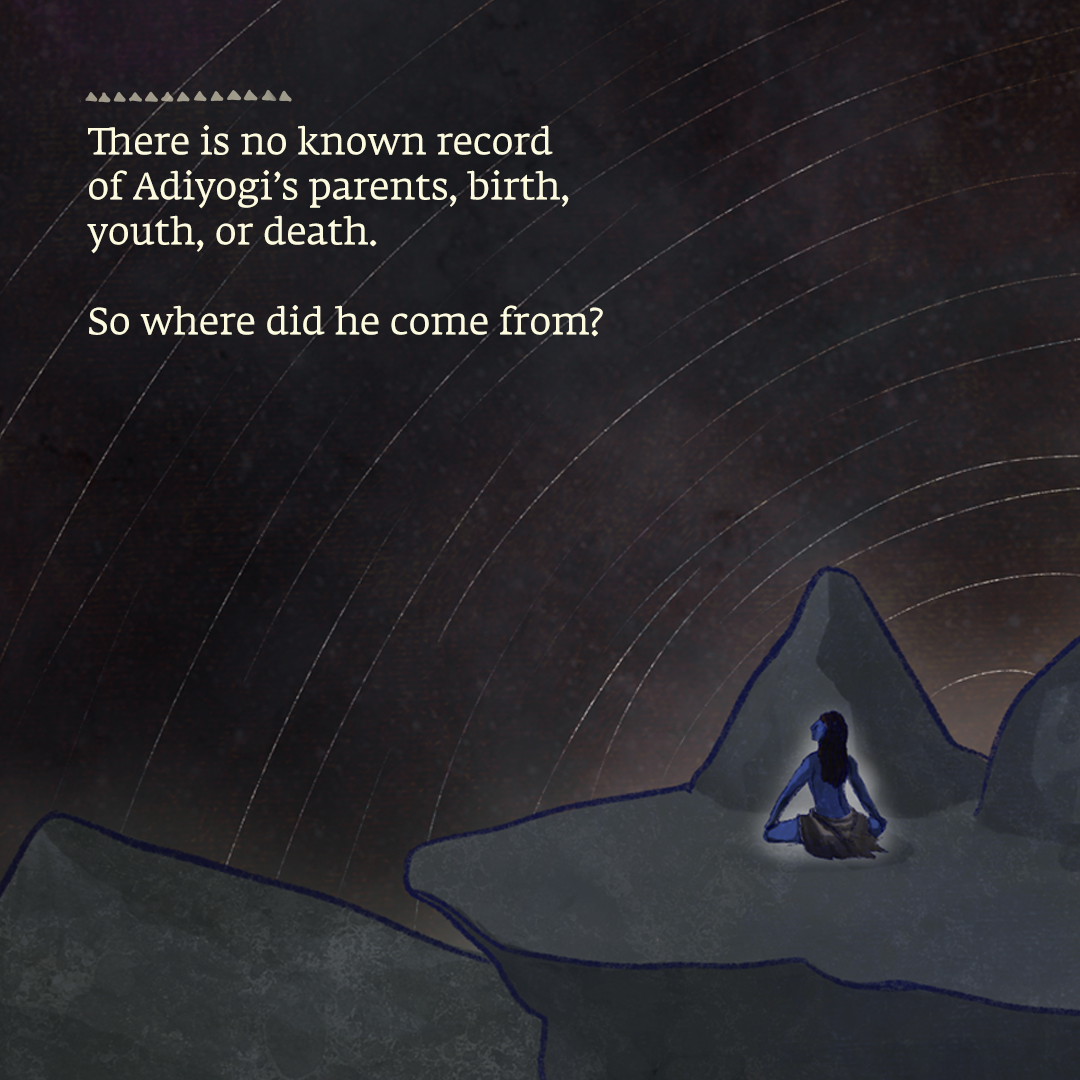 There is no known record
of Adiyogi’s parents, birth,
youth, or death.
So where did he come from?